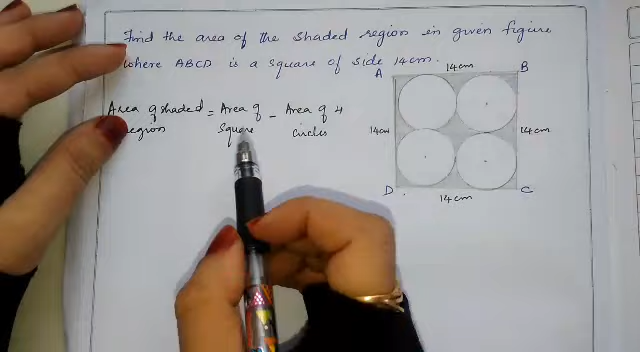 Find the area of the shaded region in given figure
where ABCD is a square of side 14cm.
A 14cm B
Area of shaded = Area of - Area of 4
region square circles
14cm 14cm
D C
14cm